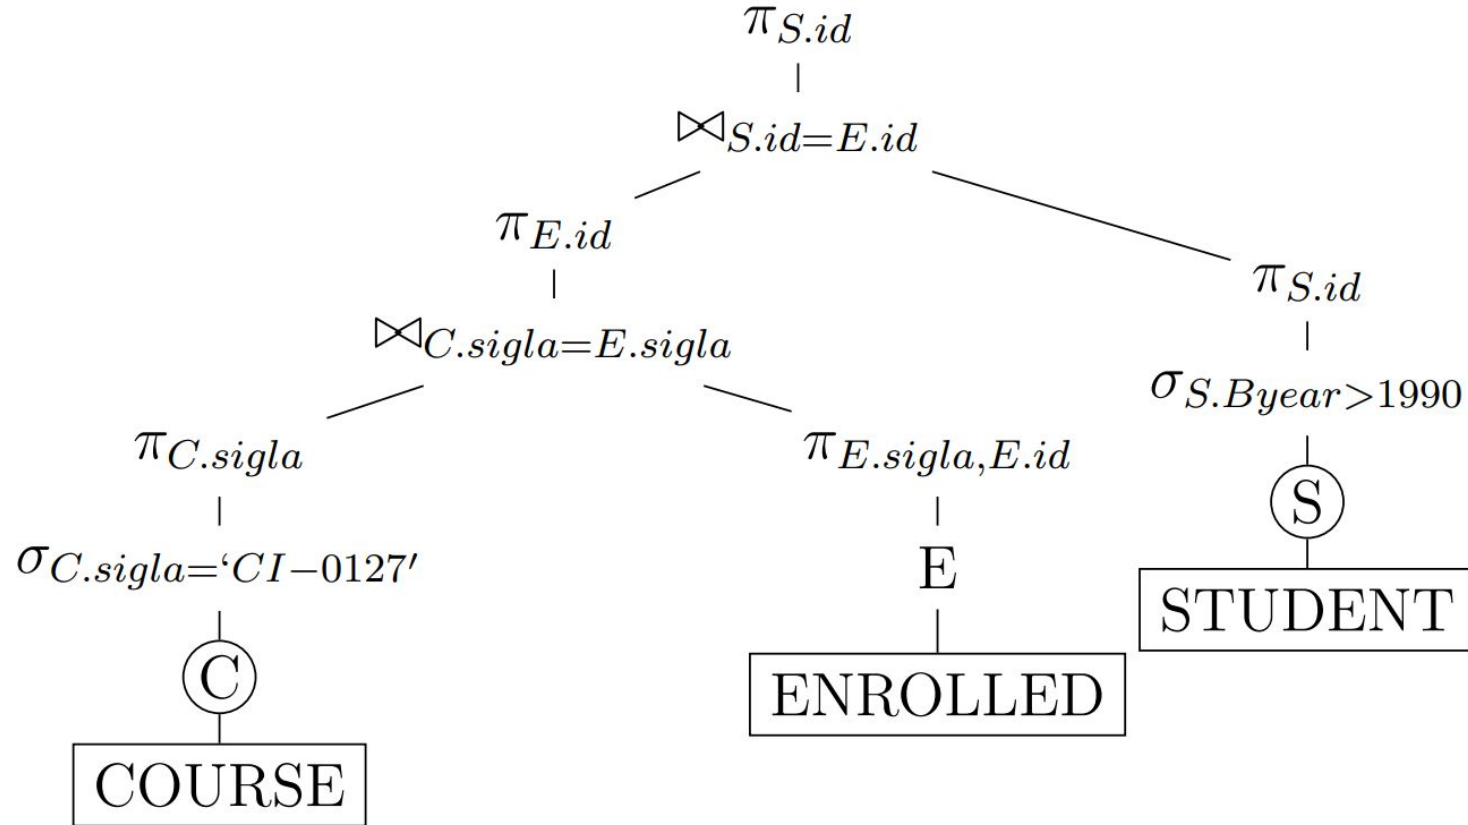 π S.id
⋈ S.id=E.id
π E.id
π S.id
⋈ C.sigla=E.sigla
σ S.Byear>1990
π C.sigla
π E.sigla,E.id
S
σ C.sigla=‘CI−0127′
E
STUDENT
C
ENROLLED
COURSE